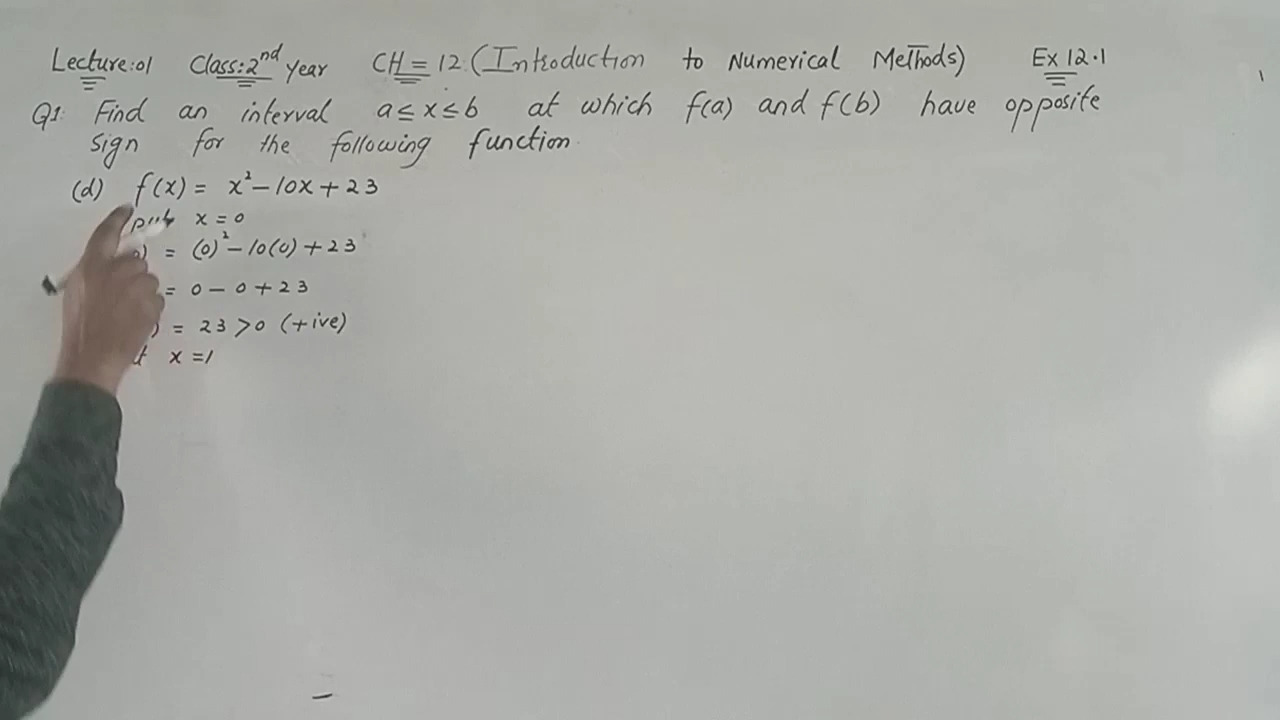 Lecture:01 Class:2nd year CH = 12 (Introduction to Numerical Methods) Ex 12.1
Q1: Find an interval a ≤ x ≤ b at which f(a) and f(b) have opposite
sign for the following function.
(d) f(x) = x² - 10x + 23
put x = 0
) = (0)² - 10(0) + 23
= 0 - 0 + 23
) = 23 > 0 (+ive)
x = 1